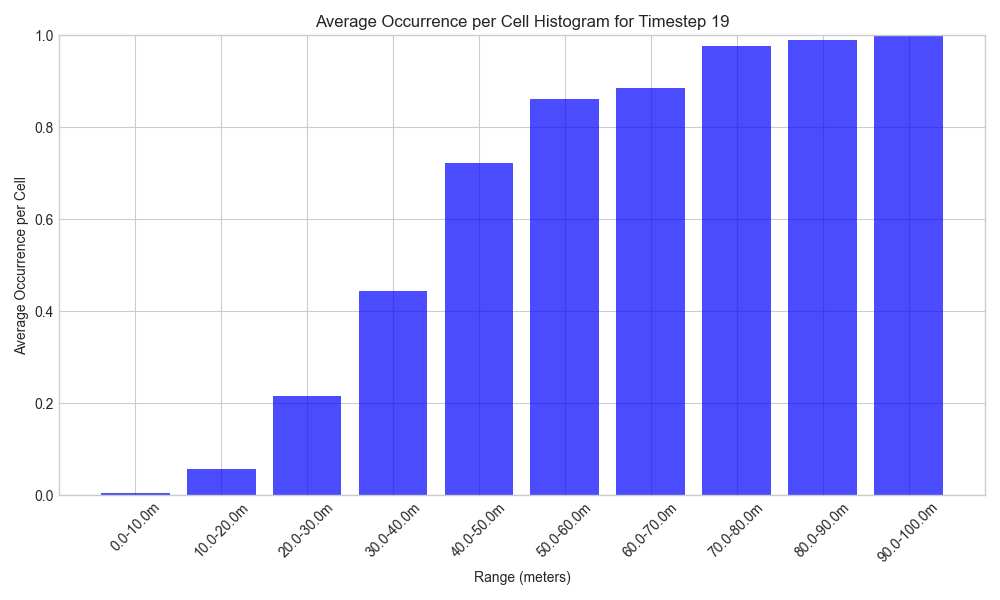 Average Occurrence per Cell Histogram for Timestep 19
Average Occurrence per Cell
1.0
0.8
0.6
0.4
0.2
0.0
0.0-10.0m
10.0-20.0m
20.0-30.0m
30.0-40.0m
40.0-50.0m
50.0-60.0m
60.0-70.0m
70.0-80.0m
80.0-90.0m
90.0-100.0m
Range (meters)